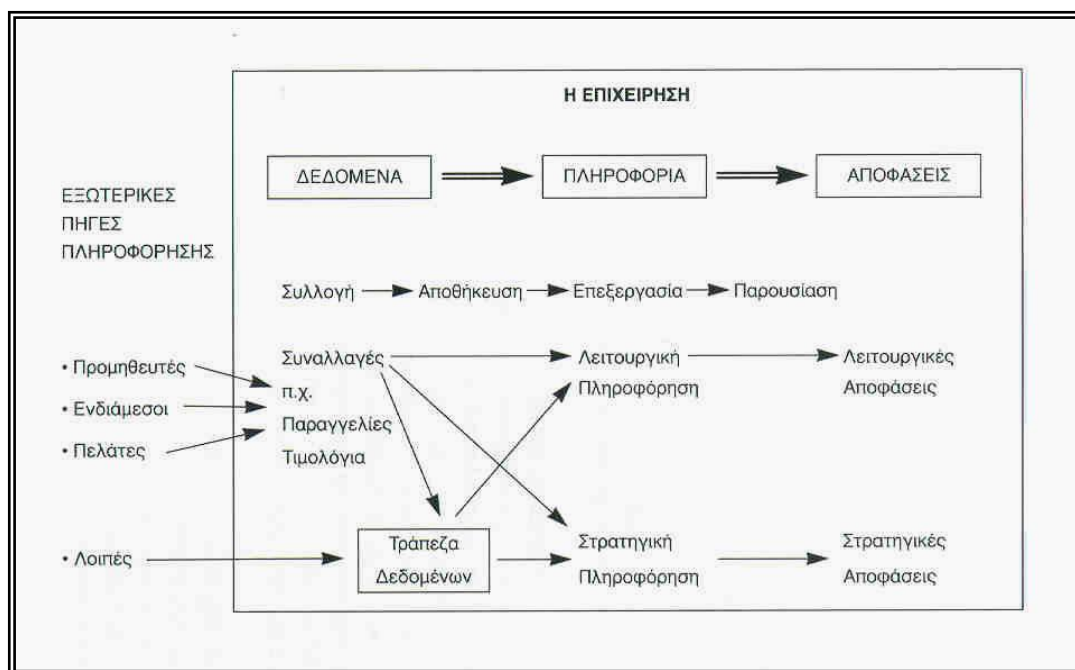 Η ΕΠΙΧΕΙΡΗΣΗ
ΔΕΔΟΜΕΝΑ ΠΛΗΡΟΦΟΡΙΑ ΑΠΟΦΑΣΕΙΣ
ΕΞΩΤΕΡΙΚΕΣ
ΠΗΓΕΣ
ΠΛΗΡΟΦΟΡΗΣΗΣ
Συλλογή Αποθήκευση Επεξεργασία Παρουσίαση
• Προμηθευτές
• Ενδιάμεσοι
• Πελάτες
• Λοιπές
Συναλλαγές
π.χ.
Παραγγελίες
Τιμολόγια
Τράπεζα
Δεδομένων
Λειτουργική
Πληροφόρηση
Λειτουργικές
Αποφάσεις
Στρατηγική
Πληροφόρηση
Στρατηγικές
Αποφάσεις